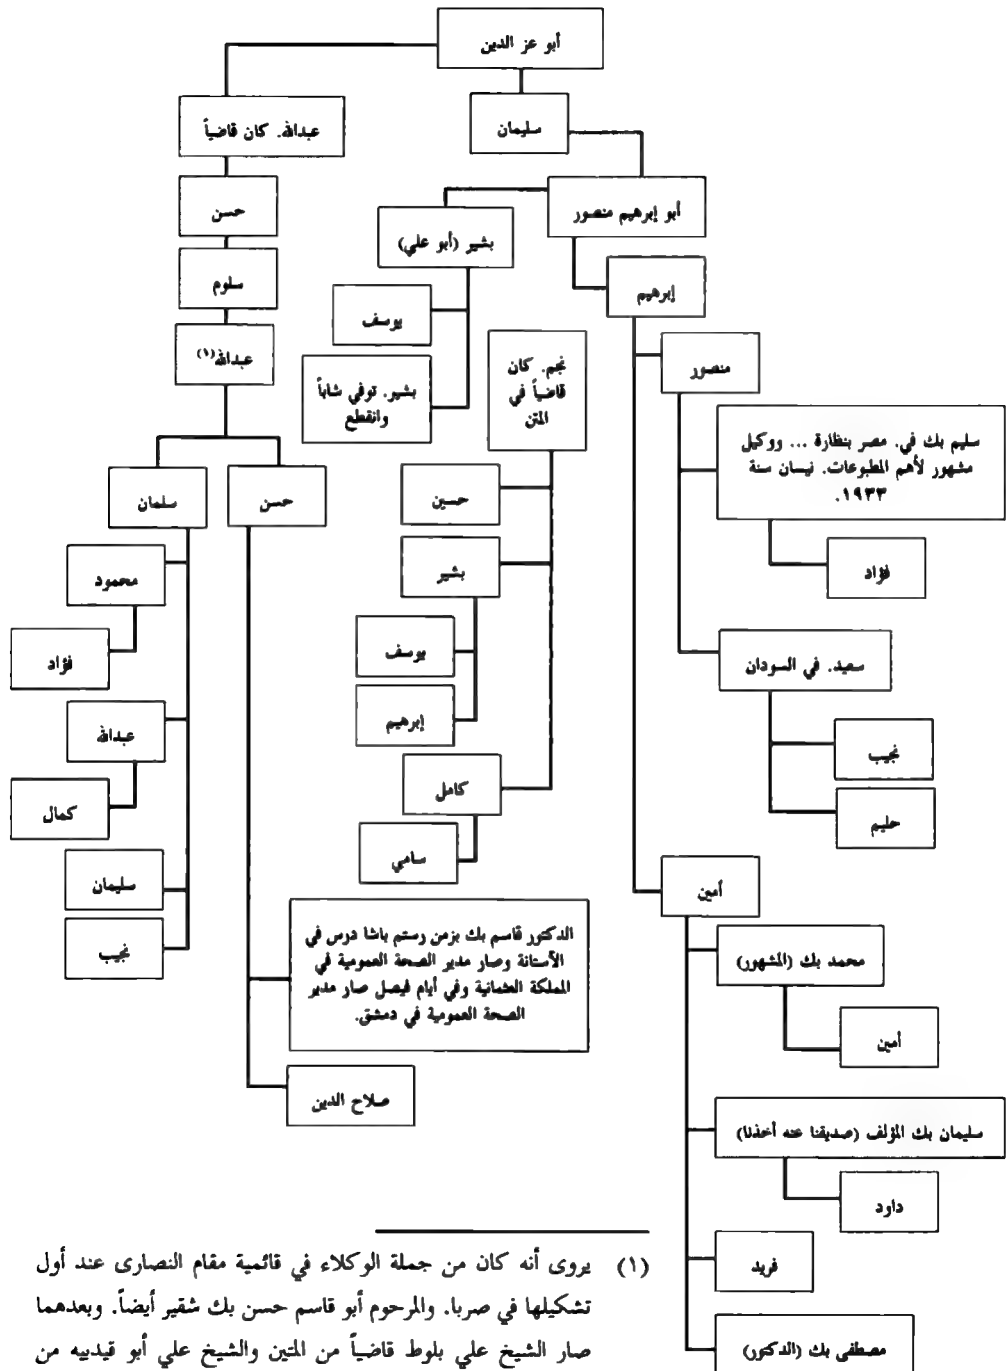 أبو عز الدين
عبدالله. كان قاضياً
سليمان
حسن
أبو إبرهيم منصور
بشير (أبو علي)
سلوم
إبرهيم
يوسف
عبدالله(١)
نجم. كان
قاضياً في
المتن
منصور
بشير. توفي شاباً
وانقطع
سليم بك في. مصر بنظارة ... ووكيل
مشهور لأهم المطبوعات. نيسان سنة
١٩٣٣.
سلمان
حسن
حسين
محمود
بشير
فؤاد
فؤاد
يوسف
سعيد. في السودان
إبرهيم
عبدالله
نجيب
كمال
كامل
حليم
سامي
سليمان
أمين
نجيب
الدكتور قاسم بك بزمن رستم باشا درس في
الآستانة وصار مدير الصحة العمومية في
المملكة العثمانية وفي أيام فيصل صار مدير
الصحة العمومية في دمشق.
محمد بك (المشهور)
أمين
صلاح الدين
سليمان بك المؤلف (صديقنا عنه أخذنا)
داود
فريد
مصطفى بك (الدكتور)
(١) يروى أنه كان من جملة الوكلاء في قائمية مقام النصارى عند أول
تشكيلها في صربا. والمرحوم أبو قاسم حسن بك شقير أيضاً. وبعدهما
صار الشيخ علي بلوط قاضياً من المتين والشيخ علي أبو قيدبيه من